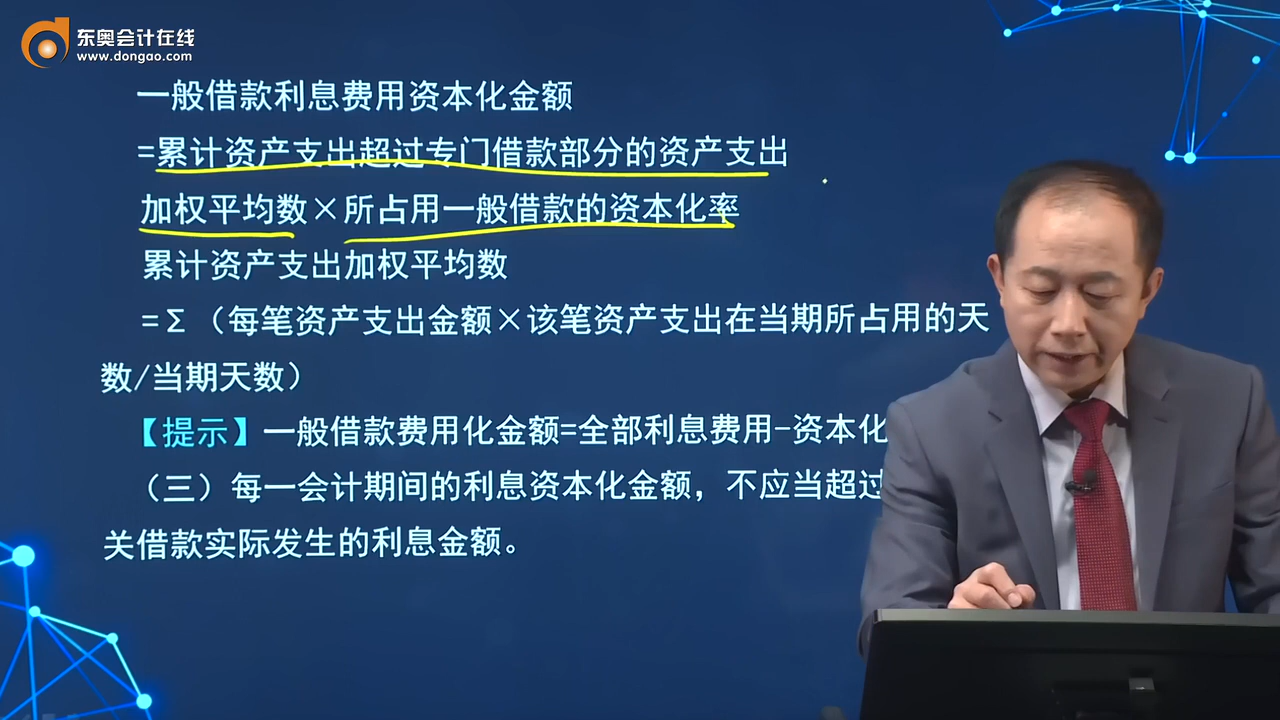 东奥会计在线
www.dongao.com
一般借款利息费用资本化金额
=累计资产支出超过专门借款部分的资产支出
加权平均数×所占用一般借款的资本化率
累计资产支出加权平均数
=Σ（每笔资产支出金额×该笔资产支出在当期所占用的天
数/当期天数）
【提示】一般借款费用化金额=全部利息费用-资本化
（三）每一会计期间的利息资本化金额，不应当超过
关借款实际发生的利息金额。